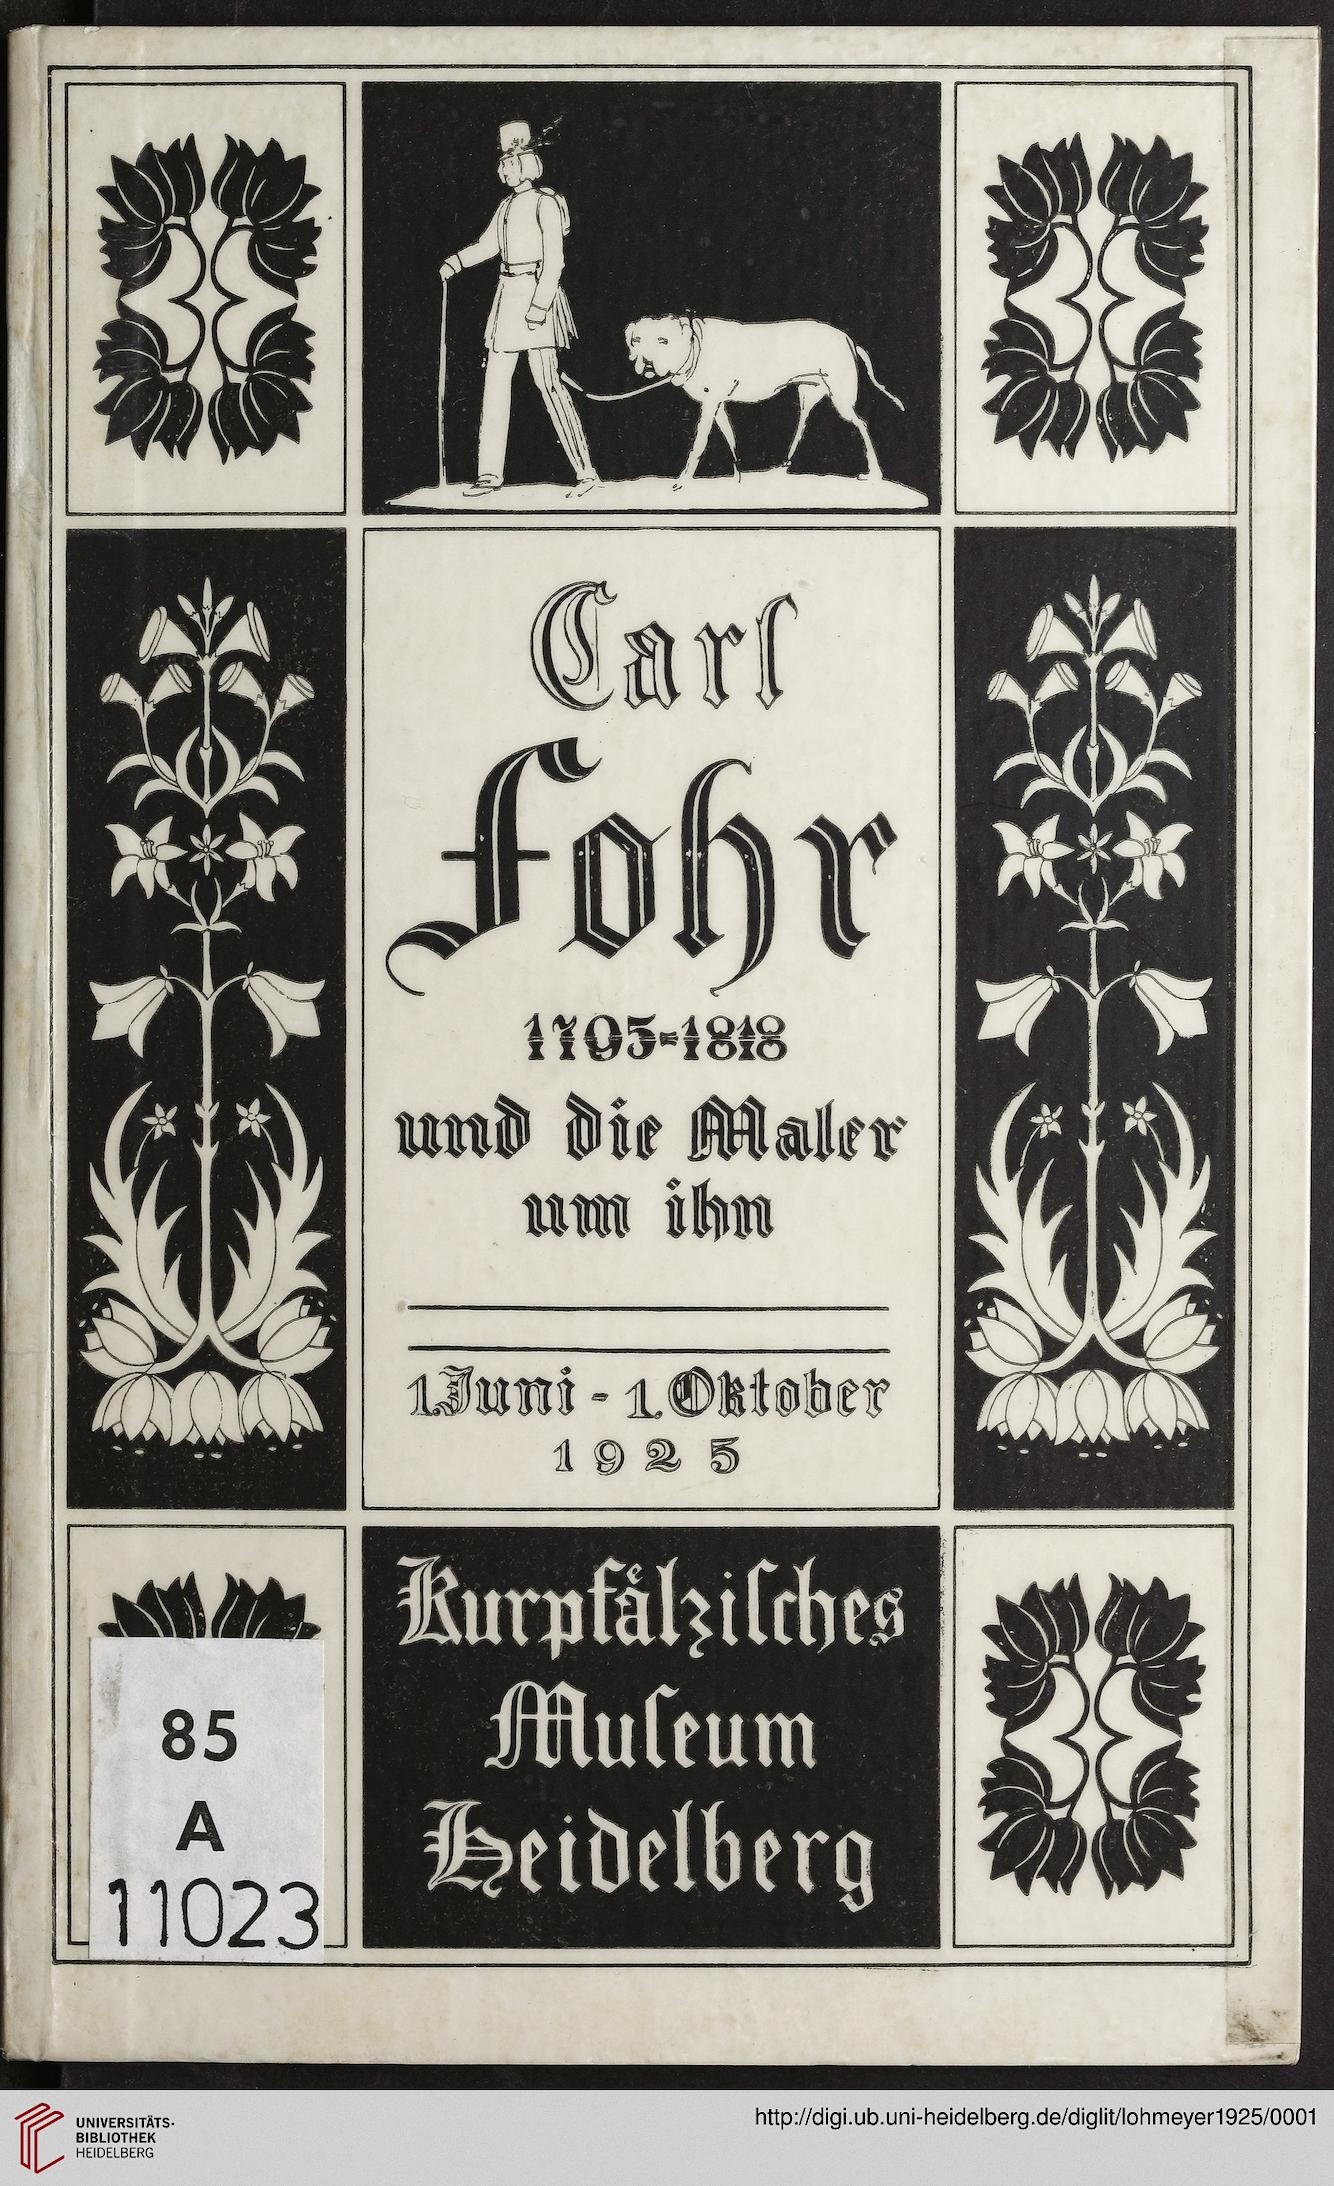 Carl
Fohr
1795-1818
und die Maler
um ihn
1. Juni - 1. Oktober
1925
Kurpfälziſches
Muſeum
Heidelberg
85
A
11023
UNIVERSITÄTS-
BIBLIOTHEK
HEIDELBERG
http://digi.ub.uni-heidelberg.de/diglit/lohmeyer1925/0001